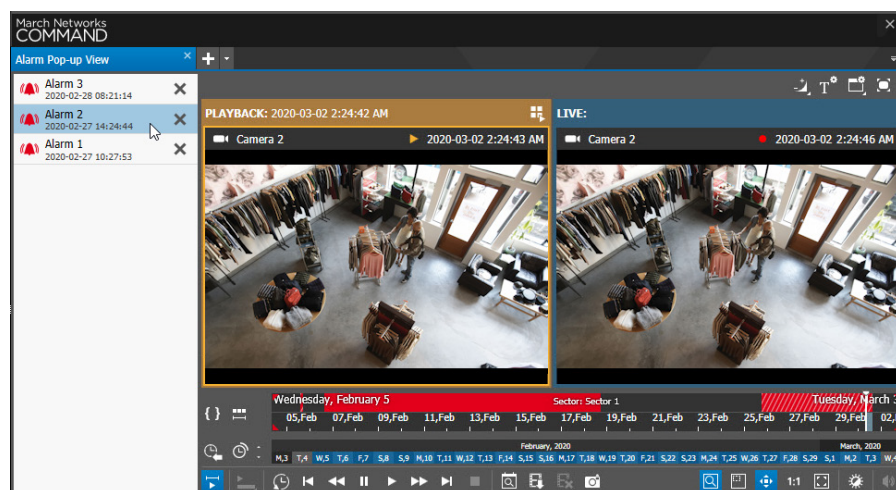 March Networks
COMMAND
Alarm Pop-up View
Alarm 3
2020-02-28 08:21:14
Alarm 2
2020-02-27 14:24:44
Alarm 1
2020-02-27 10:27:53
PLAYBACK: 2020-03-02 2:24:42 AM
LIVE:
Camera 2 2020-03-02 2:24:43 AM
Camera 2 2020-03-02 2:24:46 AM
Wednesday, February 5 Sector: Sector 1 Tuesday, March 3
05,Feb 07,Feb 09,Feb 11,Feb 13,Feb 15,Feb 17,Feb 19,Feb 21,Feb 23,Feb 25,Feb 27,Feb 29,Feb 02,
February, 2020 March, 2020
M,3 T,4 W,5 T,6 F,7 S,8 S,9 M,10 T,11 W,12 T,13 F,14 S,15 S,16 M,17 T,18 W,19 T,20 F,21 S,22 S,23 M,24 T,25 W,26 T,27 F,28 S,29 S,1 M,2 T,3 W,4
1:1